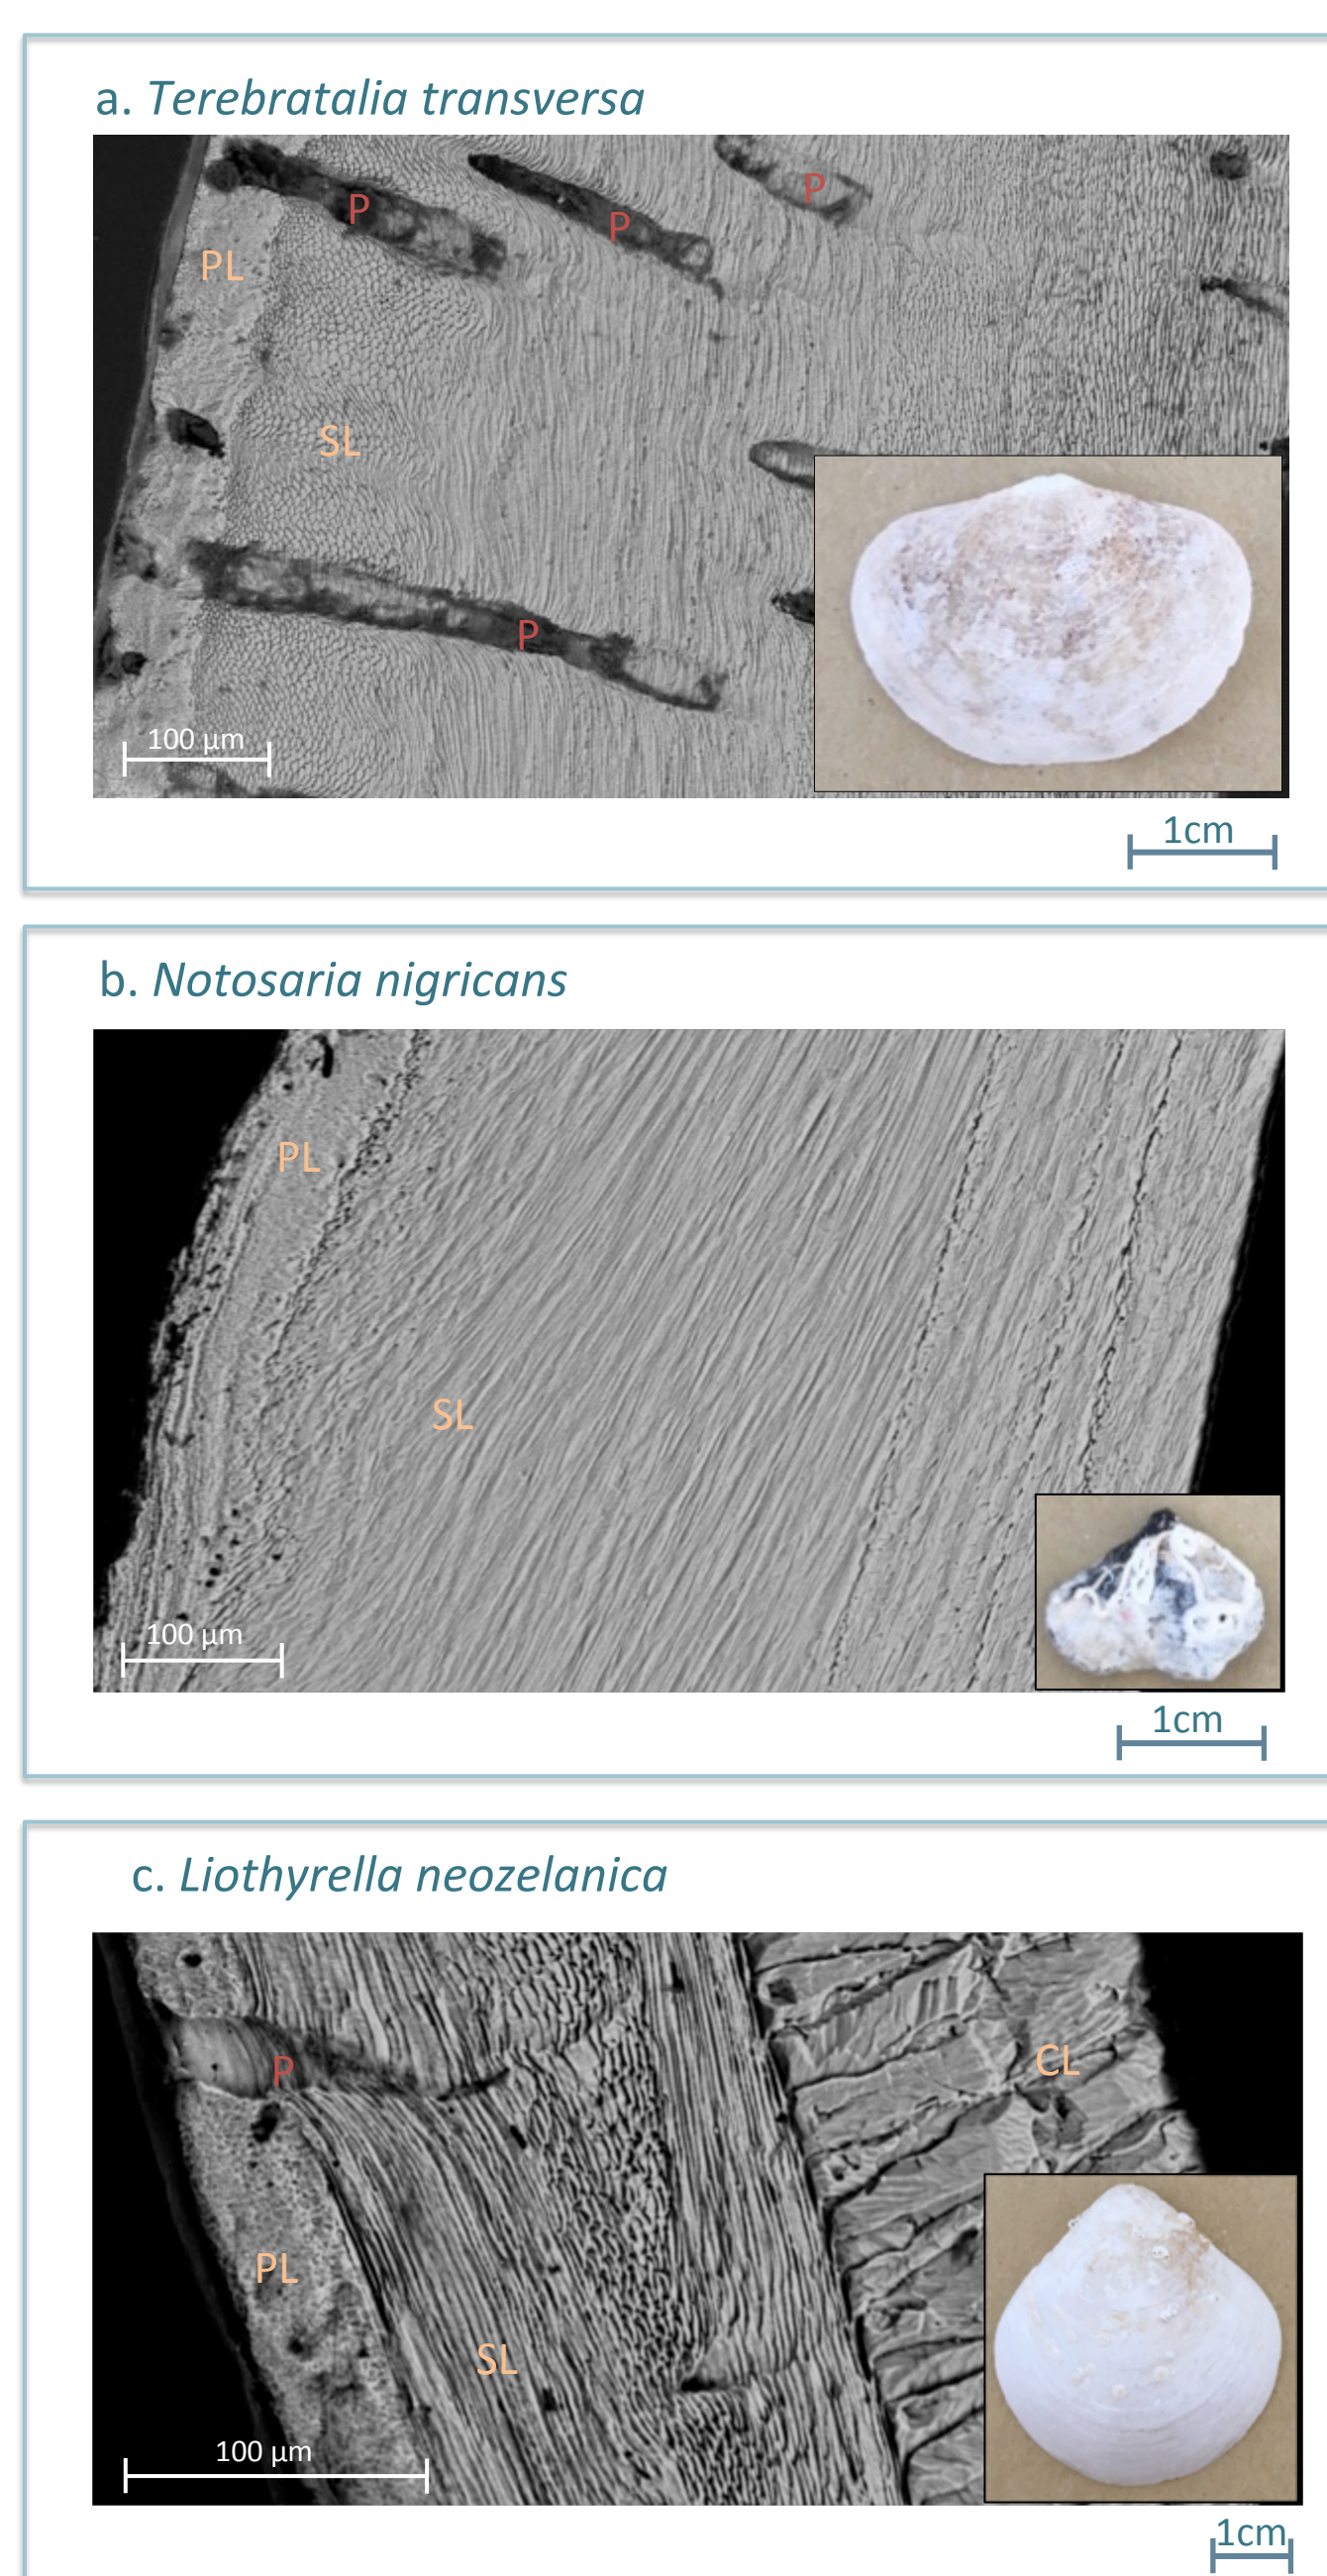 a. Terebratalia transversa
P
P
P
PL
SL
P
100 µm
1cm
b. Notosaria nigricans
PL
SL
100 µm
1cm
c. Liothyrella neozelanica
CL
P
PL
SL
100 µm
1cm